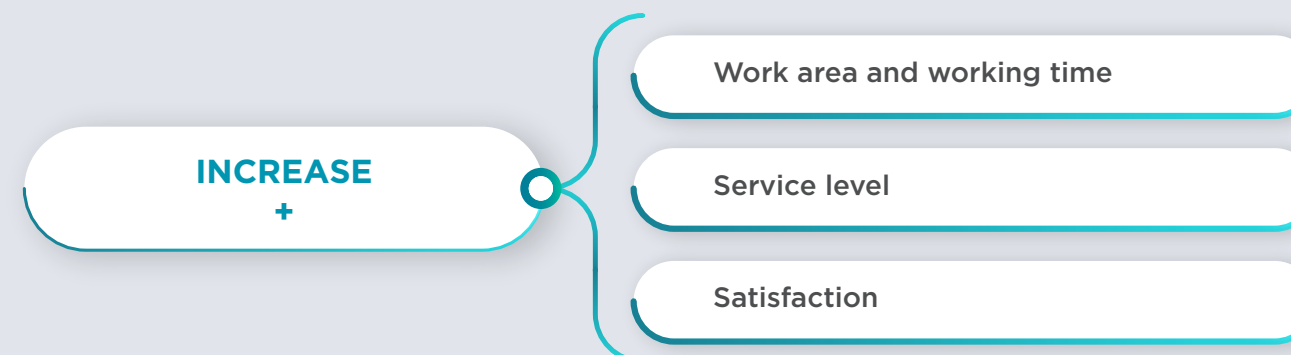 INCREASE
+
Work area and working time
Service level
Satisfaction